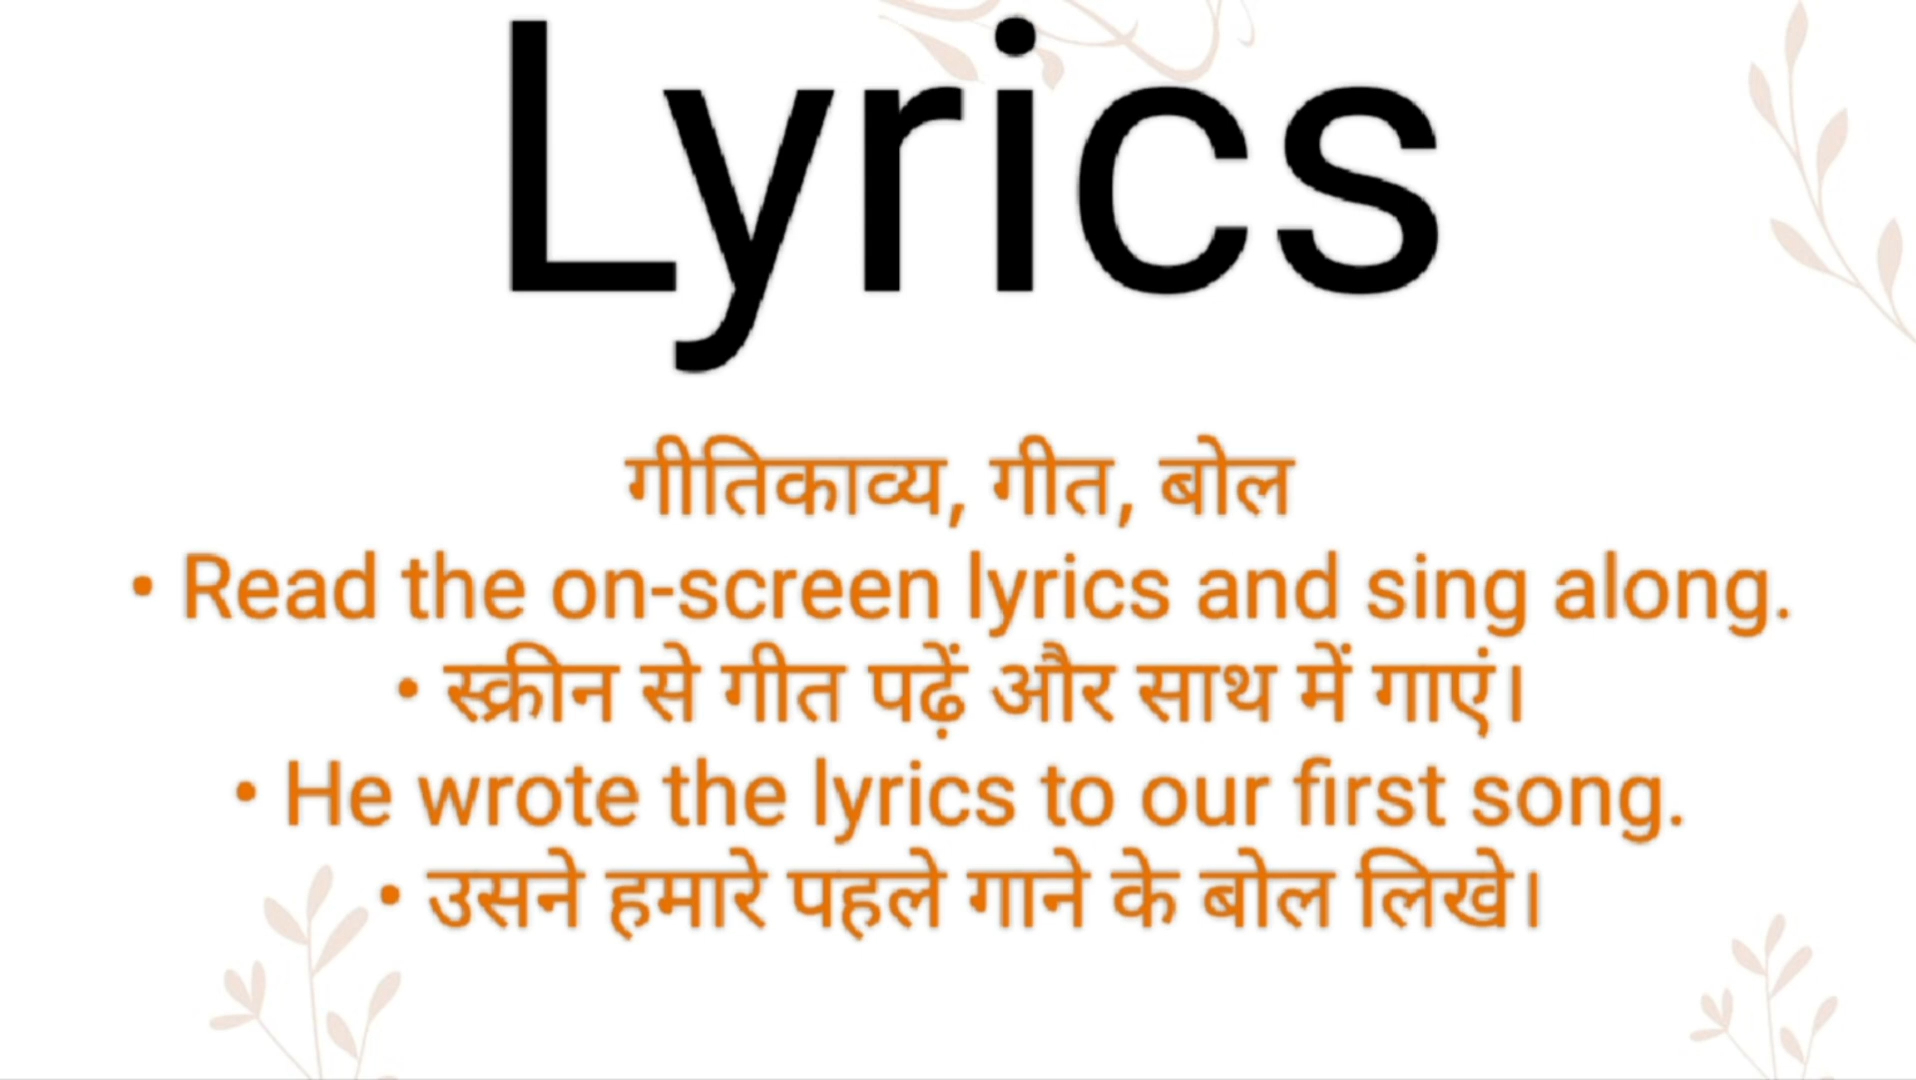 Lyrics
गीतिकाव्य, गीत, बोल
• Read the on-screen lyrics and sing along.
• स्क्रीन से गीत पढ़ें और साथ में गाएं।
• He wrote the lyrics to our first song.
• उसने हमारे पहले गाने के बोल लिखे।